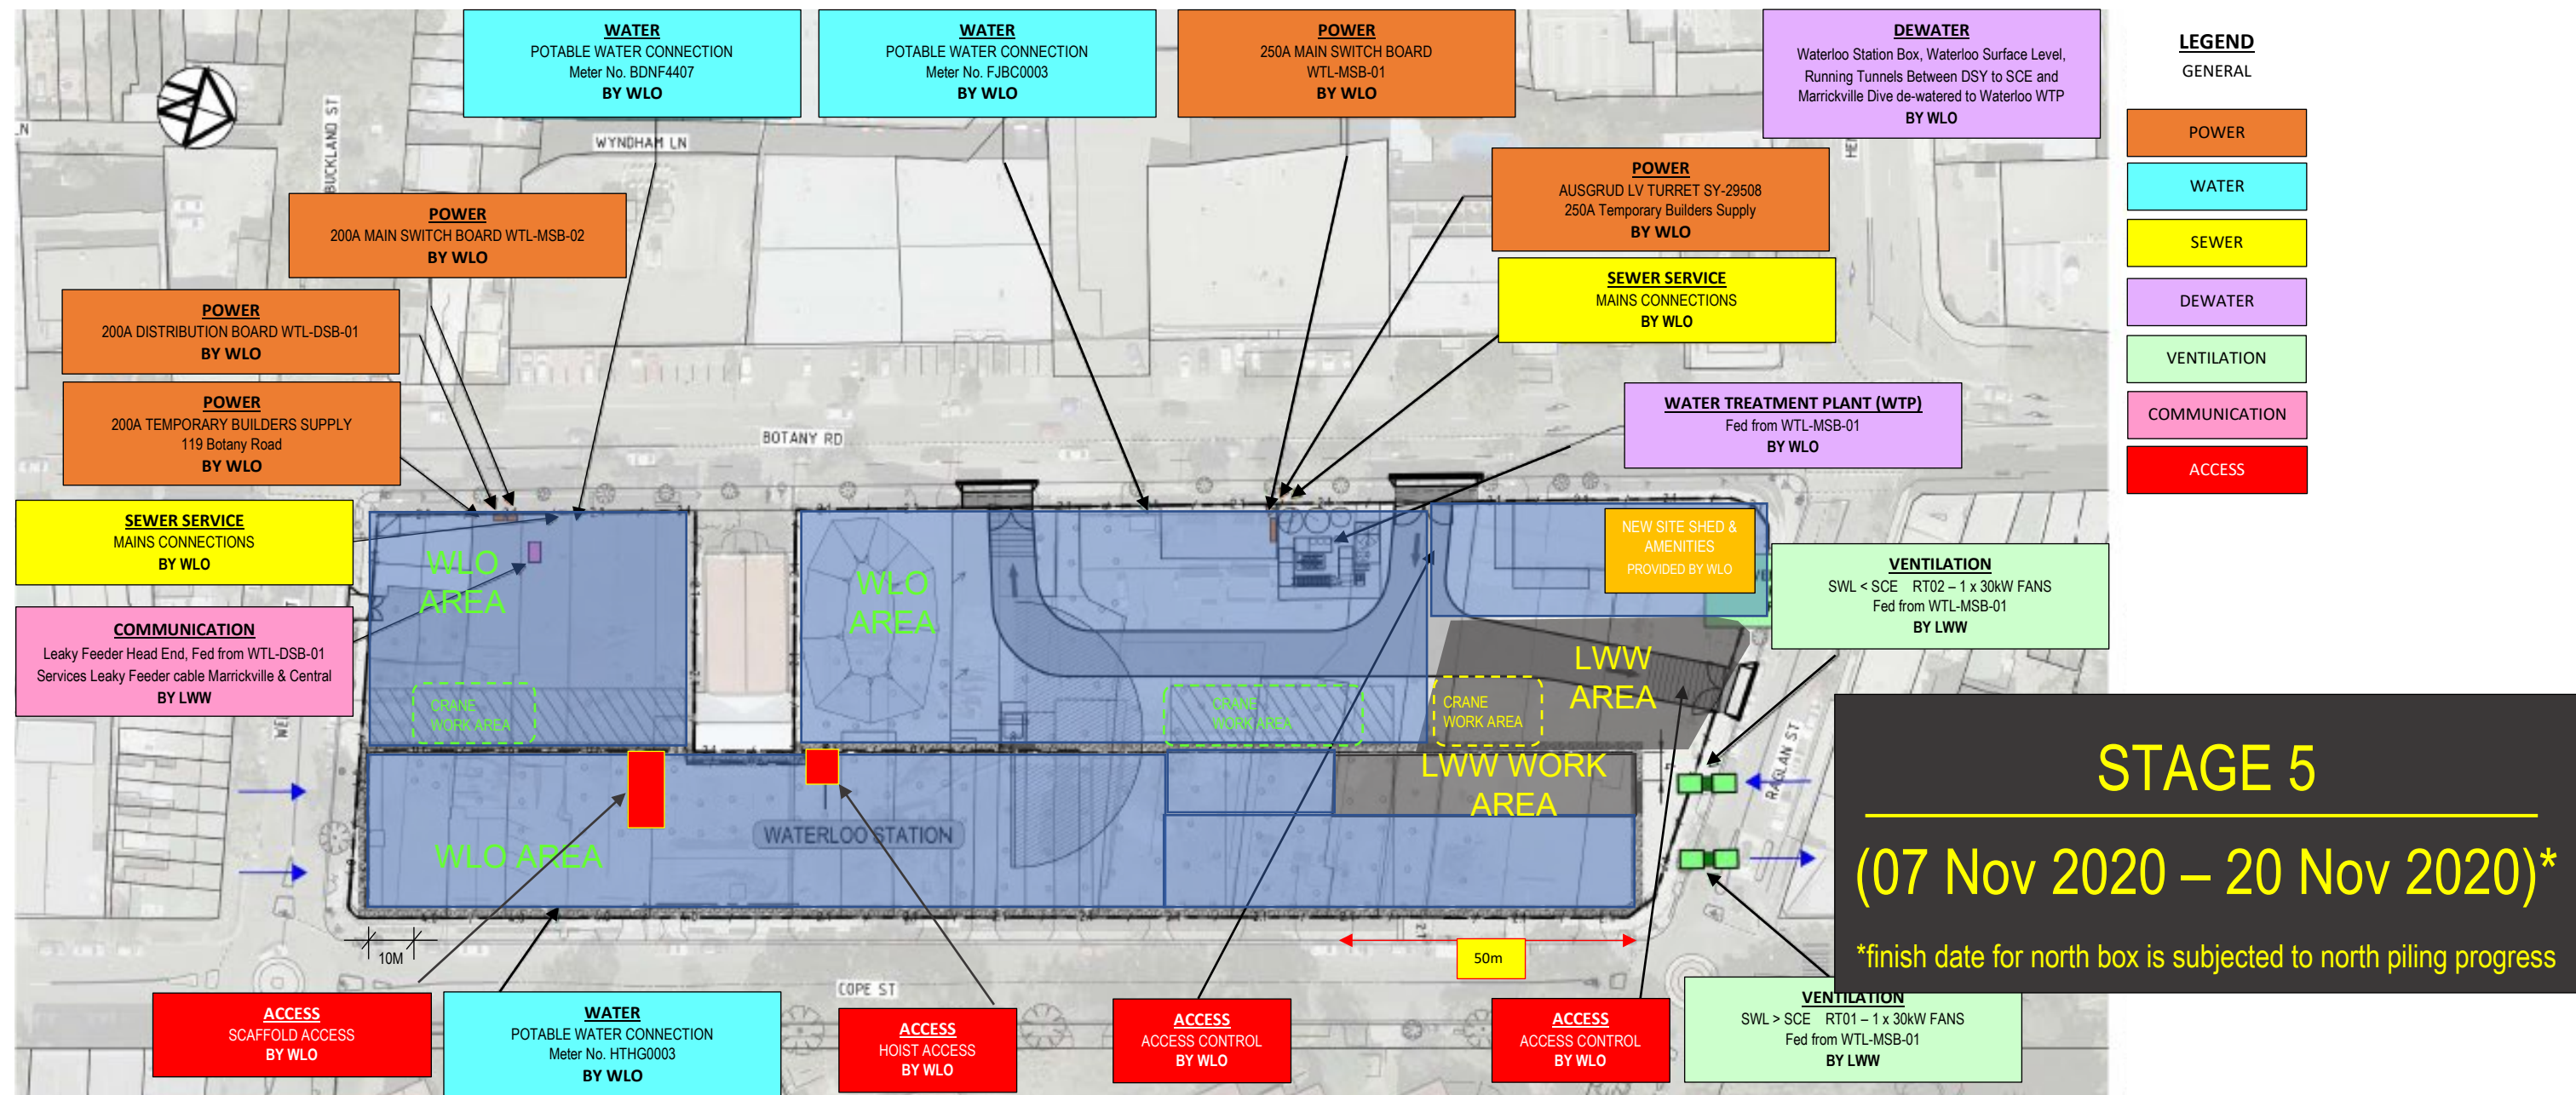 WATER
POTABLE WATER CONNECTION
Meter No. BDNF4407
BY WLO
WATER
POTABLE WATER CONNECTION
Meter No. FJBC0003
BY WLO
POWER
250A MAIN SWITCH BOARD
WTL-MSB-01
BY WLO
DEWATER
Waterloo Station Box, Waterloo Surface Level,
Running Tunnels Between DSY to SCE and
Marrickville Dive de-watered to Waterloo WTP
BY WLO
LEGEND
GENERAL
POWER
WATER
SEWER
DEWATER
VENTILATION
COMMUNICATION
ACCESS
BUCKLAND ST
WYNDHAM LN
POWER
AUSGRUD LV TURRET SY-29508
250A Temporary Builders Supply
BY WLO
POWER
200A MAIN SWITCH BOARD WTL-MSB-02
BY WLO
SEWER SERVICE
MAINS CONNECTIONS
BY WLO
POWER
200A DISTRIBUTION BOARD WTL-DSB-01
BY WLO
POWER
200A TEMPORARY BUILDERS SUPPLY
119 Botany Road
BY WLO
WATER TREATMENT PLANT (WTP)
Fed from WTL-MSB-01
BY WLO
BOTANY RD
SEWER SERVICE
MAINS CONNECTIONS
BY WLO
NEW SITE SHED &
AMENITIES
PROVIDED BY WLO
WLO
AREA
WLO
AREA
VENTILATION
SWL < SCE RT02 – 1 x 30kW FANS
Fed from WTL-MSB-01
BY LWW
COMMUNICATION
Leaky Feeder Head End, Fed from WTL-DSB-01
Services Leaky Feeder cable Marrickville & Central
BY LWW
LWW
AREA
CRANE
WORK AREA
CRANE
WORK AREA
CRANE
WORK AREA
LWW WORK
AREA
RAGLAN ST
WATERLOO STATION
WLO AREA
STAGE 5
(07 Nov 2020 – 20 Nov 2020)*
*finish date for north box is subjected to north piling progress
10M
50m
COPE ST
ACCESS
SCAFFOLD ACCESS
BY WLO
WATER
POTABLE WATER CONNECTION
Meter No. HTHG0003
BY WLO
ACCESS
HOIST ACCESS
BY WLO
ACCESS
ACCESS CONTROL
BY WLO
ACCESS
ACCESS CONTROL
BY WLO
VENTILATION
SWL > SCE RT01 – 1 x 30kW FANS
Fed from WTL-MSB-01
BY LWW